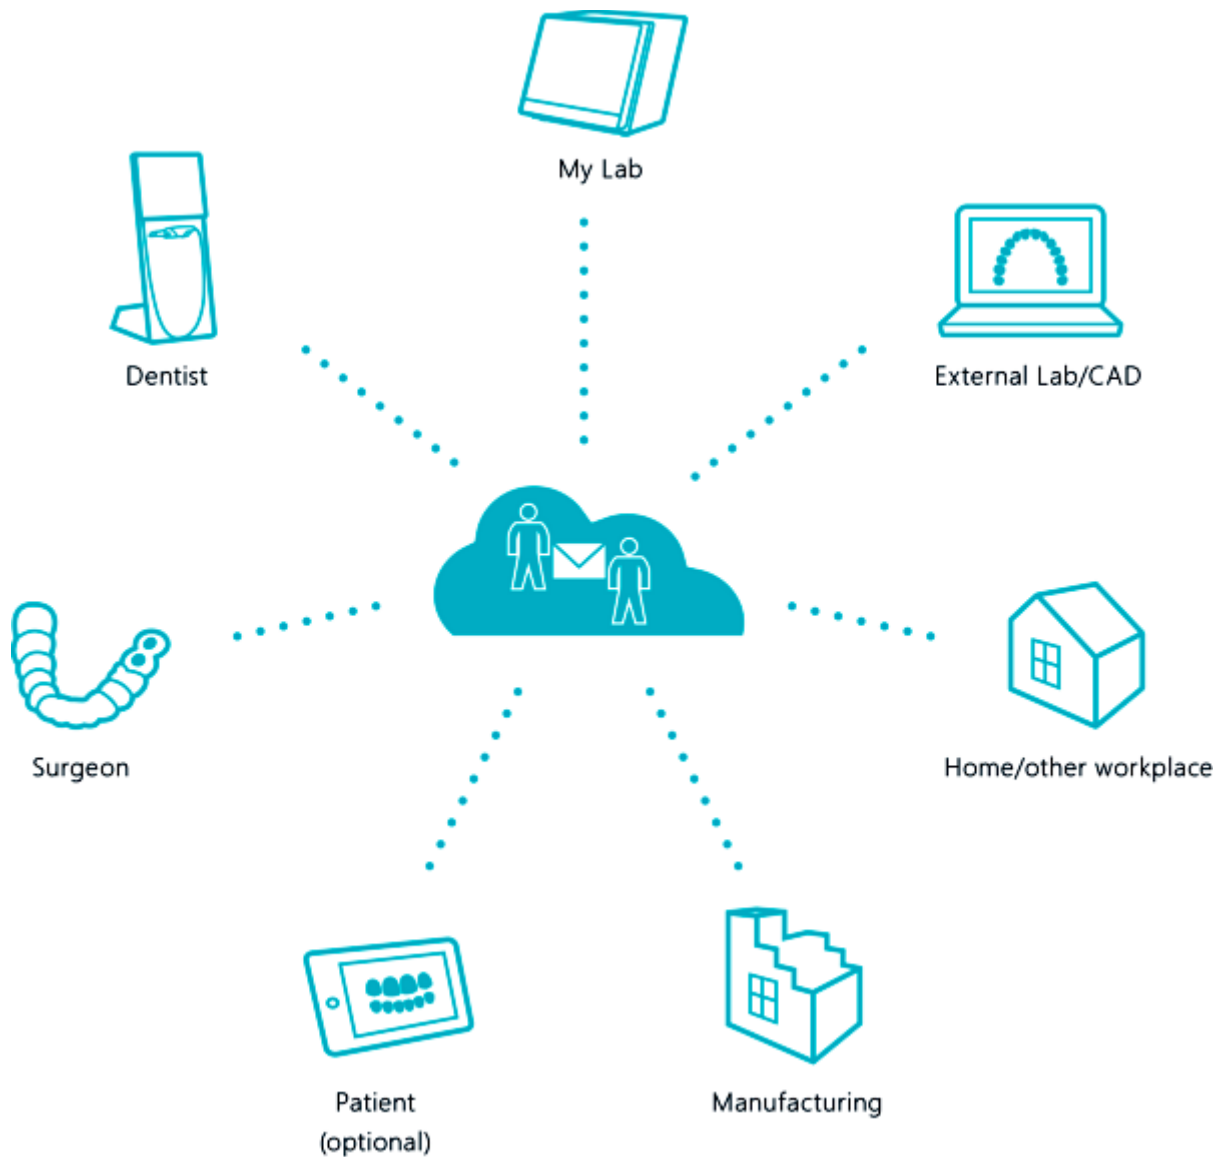 My Lab
Dentist
External Lab/CAD
Surgeon
Home/other workplace
Patient
(optional)
Manufacturing